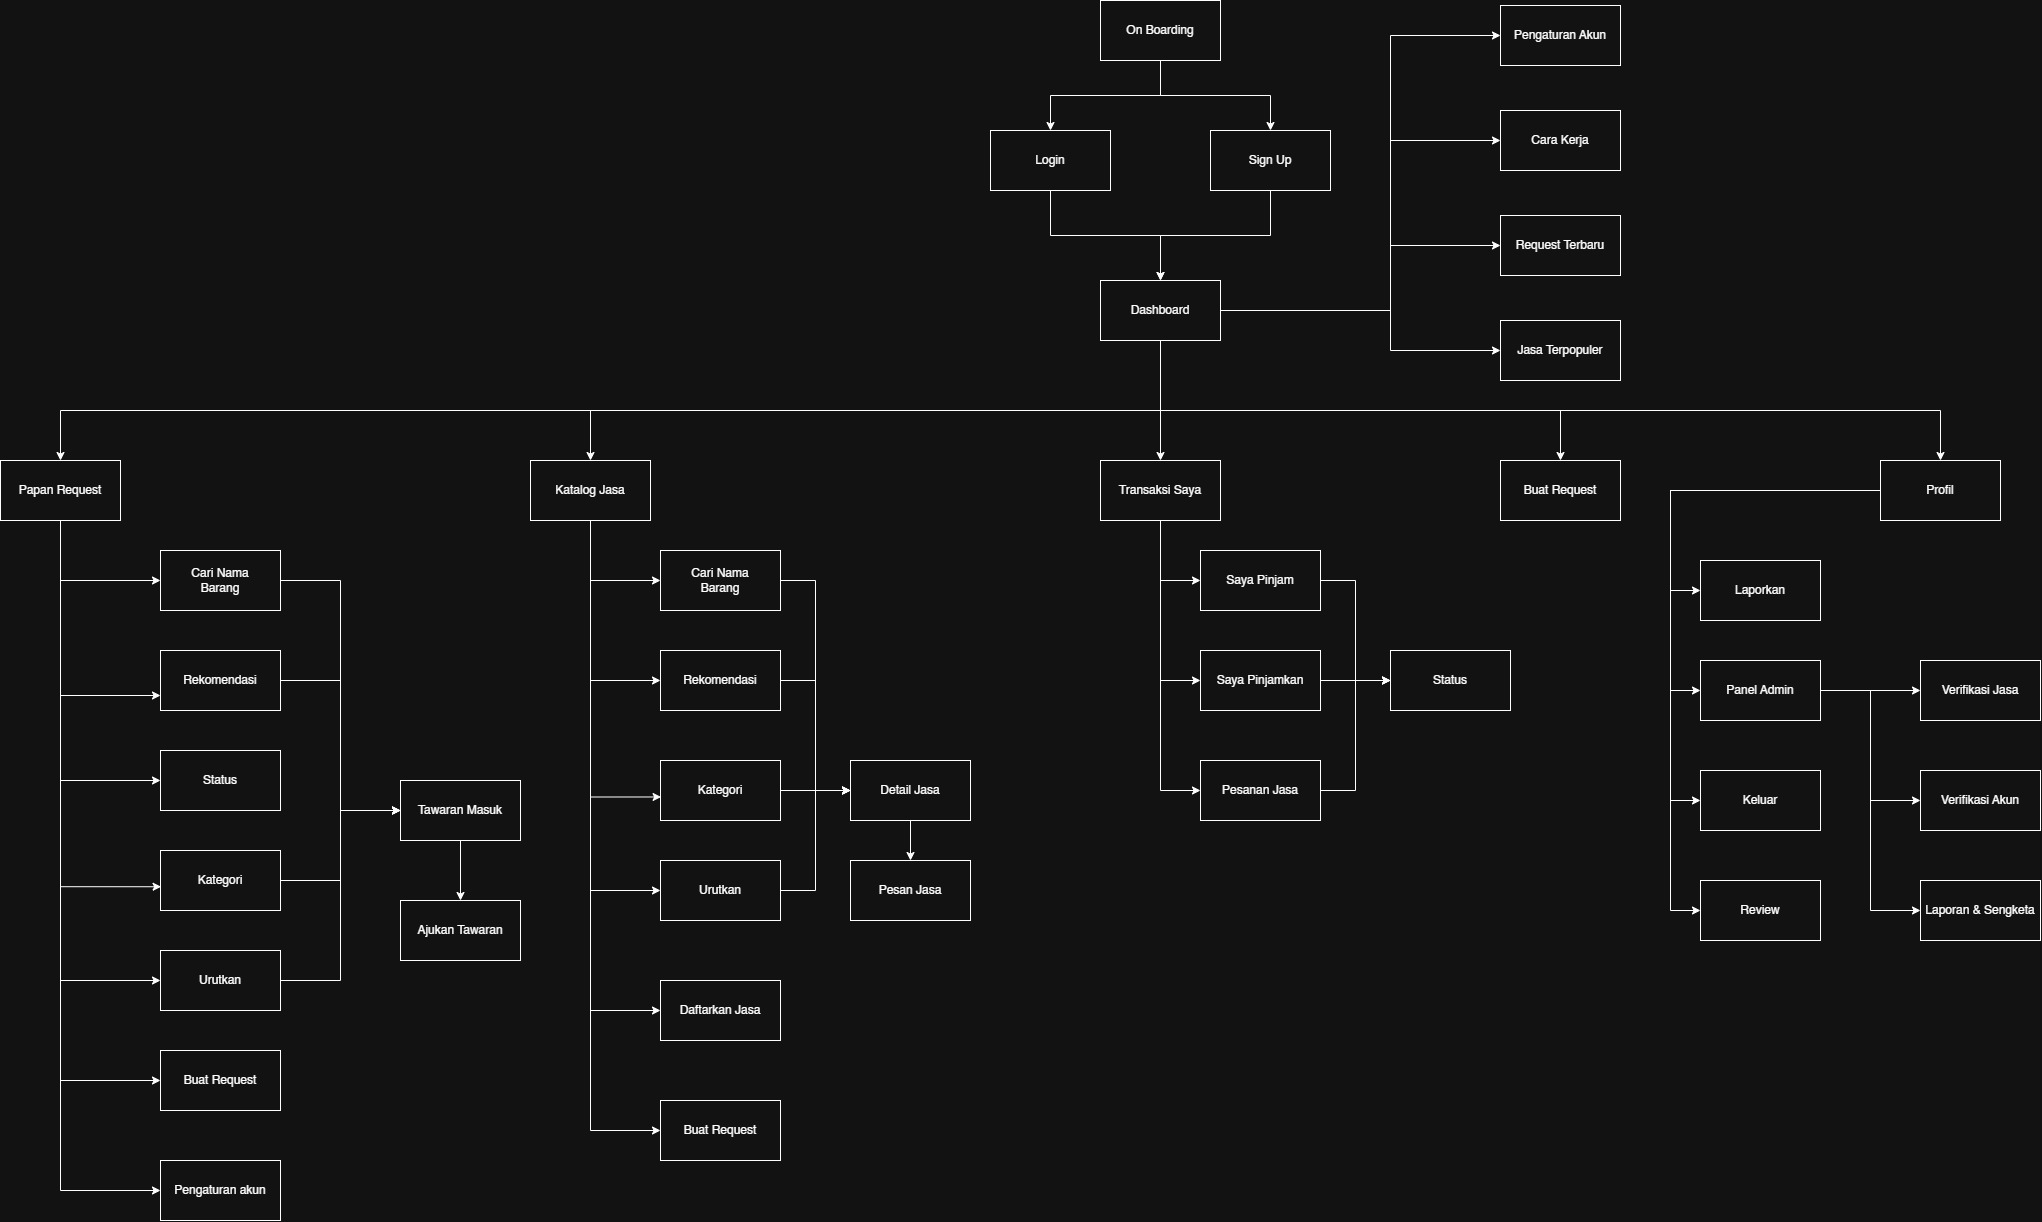 On Boarding
Login
Sign Up
Dashboard
Pengaturan Akun
Cara Kerja
Request Terbaru
Jasa Terpopuler
Papan Request
Katalog Jasa
Transaksi Saya
Buat Request
Profil
Cari Nama
Barang
Rekomendasi
Status
Kategori
Urutkan
Buat Request
Pengaturan akun
Tawaran Masuk
Ajukan Tawaran
Cari Nama
Barang
Rekomendasi
Kategori
Urutkan
Daftarkan Jasa
Buat Request
Detail Jasa
Pesan Jasa
Saya Pinjam
Saya Pinjamkan
Pesanan Jasa
Status
Laporkan
Panel Admin
Keluar
Review
Verifikasi Jasa
Verifikasi Akun
Laporan & Sengketa